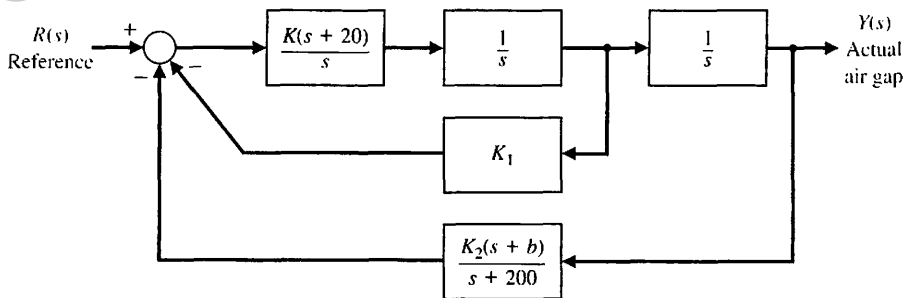 R(s)
Reference
+
−
−
K(s + 20)
s
1
s
1
s
Y(s)
Actual
air gap
K₁
K₂(s + b)
s + 200